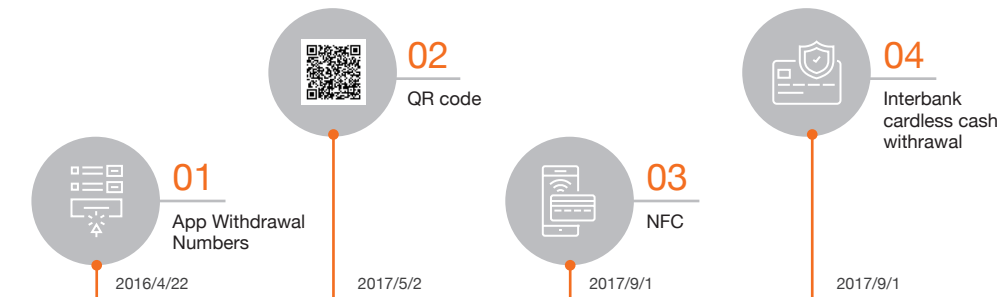 01
App Withdrawal
Numbers
2016/4/22
02
QR code
2017/5/2
03
NFC
2017/9/1
04
Interbank
cardless cash
withrawal
2017/9/1